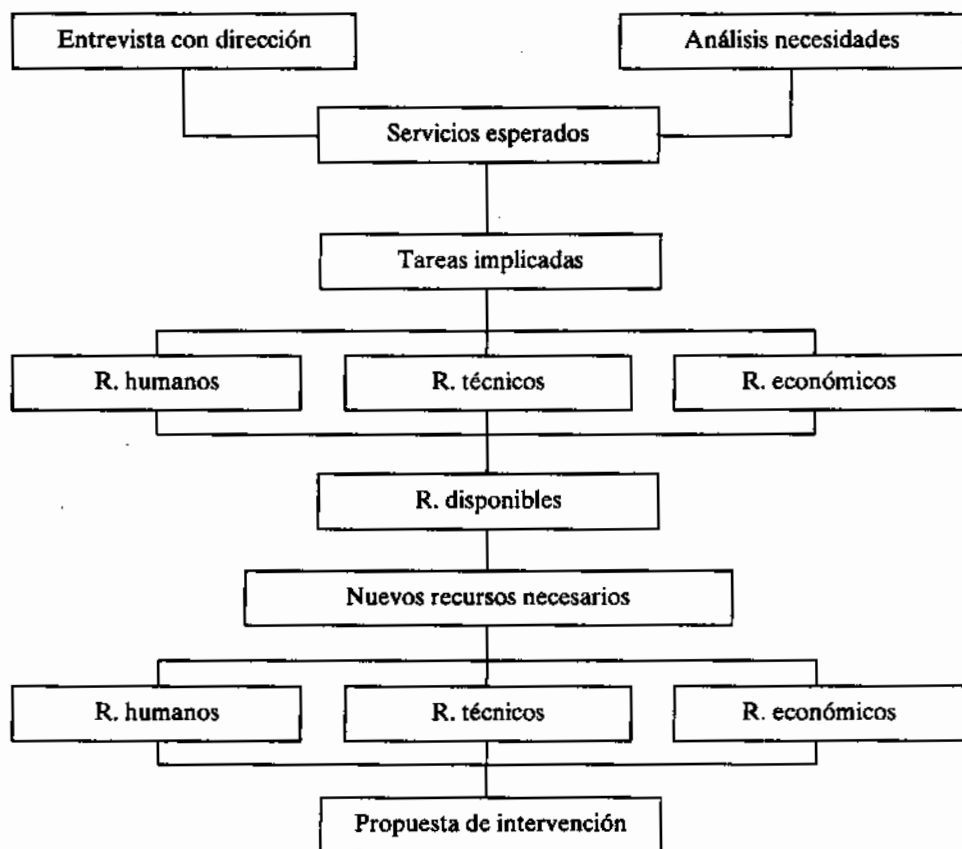 Entrevista con dirección
Análisis necesidades
Servicios esperados
Tareas implicadas
R. humanos
R. técnicos
R. económicos
R. disponibles
Nuevos recursos necesarios
R. humanos
R. técnicos
R. económicos
Propuesta de intervención